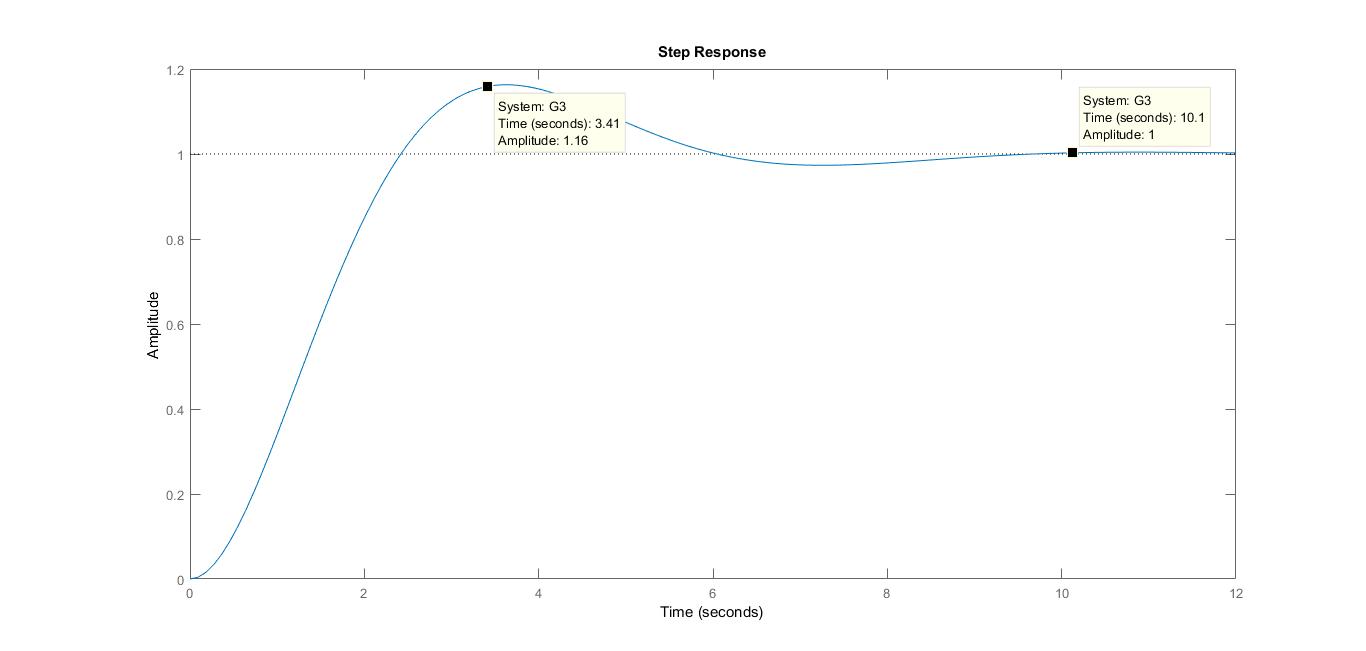 Step Response
1.2
System: G3
Time (seconds): 3.41
Amplitude: 1.16
System: G3
Time (seconds): 10.1
Amplitude: 1
1
0.8
0.6
0.4
0.2
0
Amplitude
0 2 4 6 8 10 12
Time (seconds)